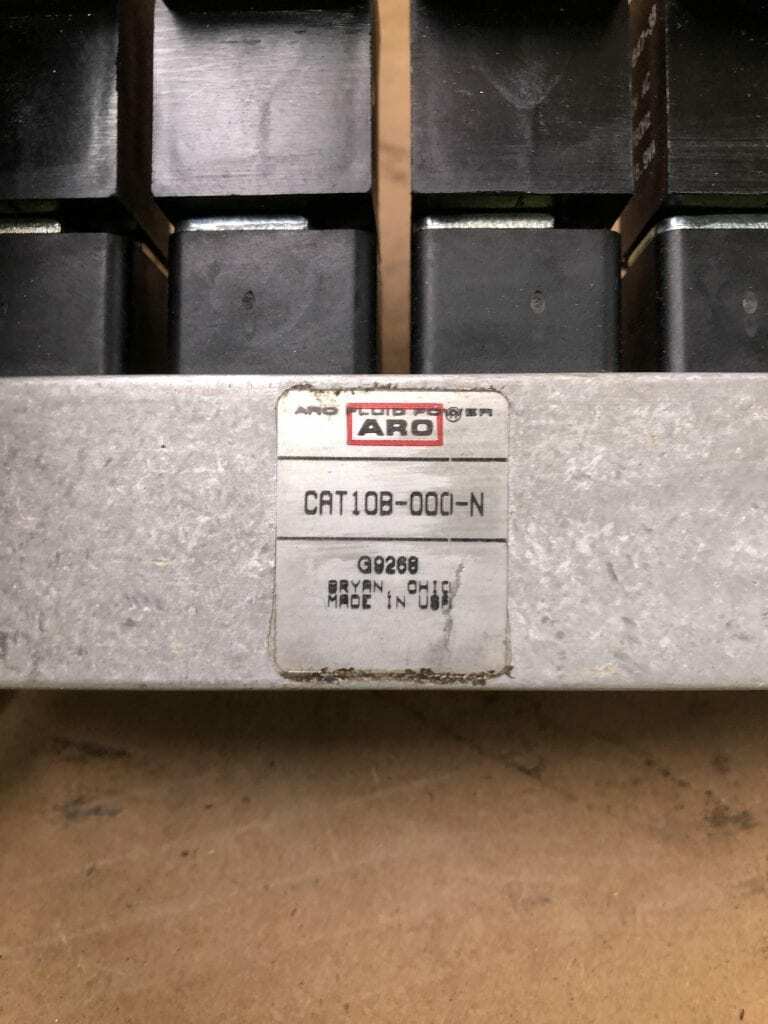 ARO FLUID POWER
ARO®
CAT10B-000-N
G9268
BRYAN, OHIO
MADE IN USA